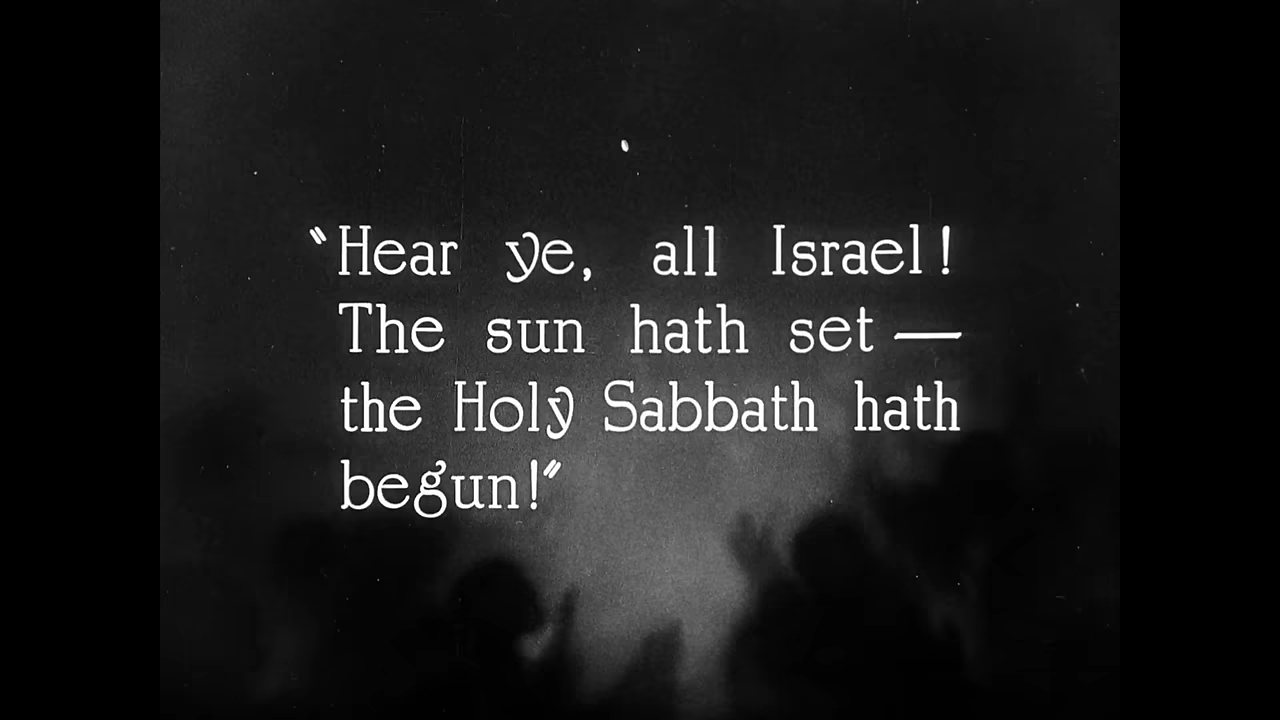 "Hear ye, all Israel!
The sun hath set —
the Holy Sabbath hath
begun!"